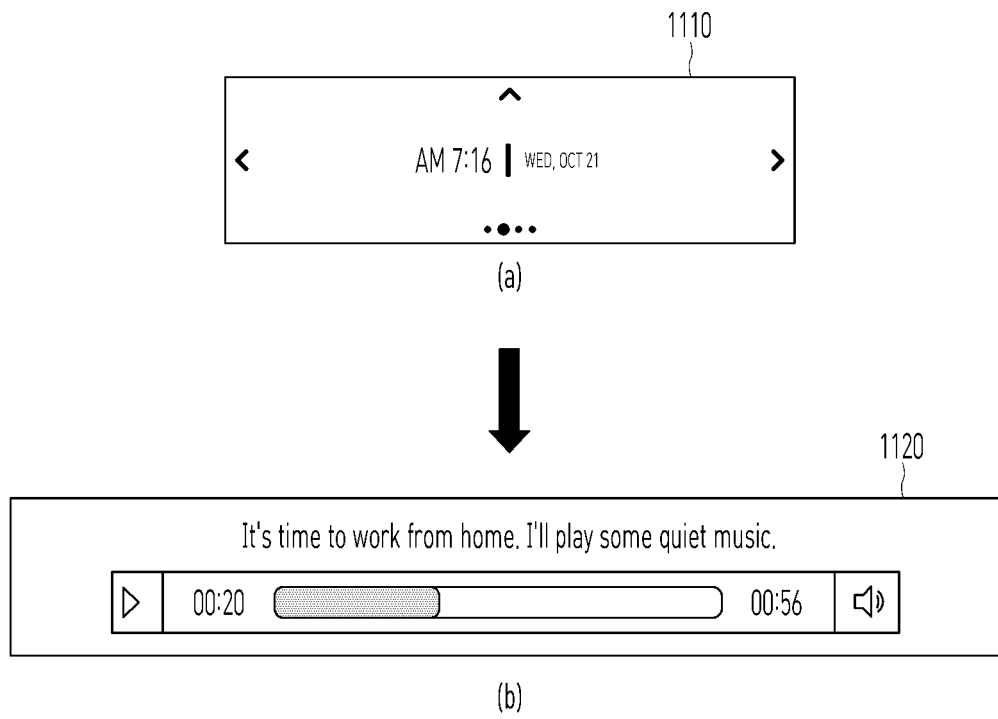 1110
AM 7:16 | WED, OCT 21
(a)
1120
It's time to work from home. I'll play some quiet music.
00:20 00:56
(b)